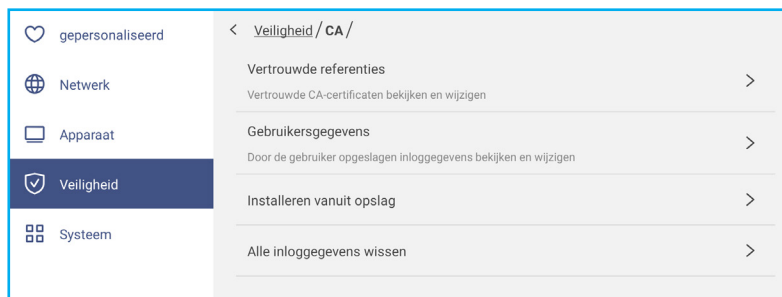 gepersonaliseerd
Netwerk
Apparaat
Veiligheid
Systeem
Veiligheid / CA /
Vertrouwde referenties
Vertrouwde CA-certificaten bekijken en wijzigen
Gebruikersgegevens
Door de gebruiker opgeslagen inloggegevens bekijken en wijzigen
Installeren vanuit opslag
Alle inloggegevens wissen